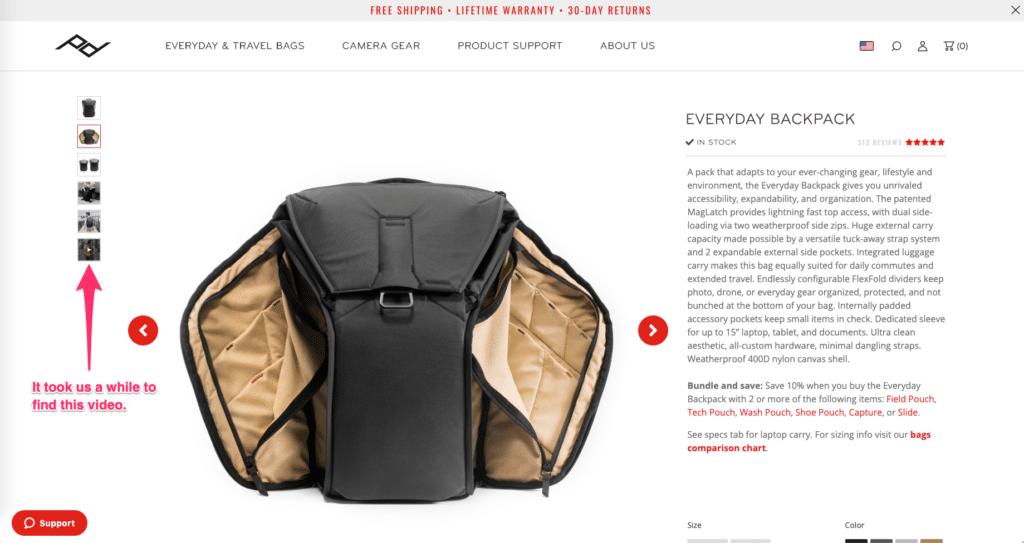 FREE SHIPPING • LIFETIME WARRANTY • 30-DAY RETURNS
EVERYDAY & TRAVEL BAGS
CAMERA GEAR
PRODUCT SUPPORT
ABOUT US
(0)
EVERYDAY BACKPACK
IN STOCK
313 REVIEWS
A pack that adapts to your ever-changing gear, lifestyle and
environment, the Everyday Backpack gives you unrivaled
accessibility, expandability, and organization. The patented
MagLatch provides lightning fast top access, with dual side-
loading via two weatherproof side zips. Huge external carry
capacity made possible by a versatile tuck-away strap system
and 2 expandable external side pockets. Integrated luggage
carry makes this bag equally suited for daily commutes and
extended travel. Endlessly configurable FlexFold dividers keep
photo, drone, or everyday gear organized, protected, and not
bunched at the bottom of your bag. Internally padded
accessory pockets keep small items in check. Dedicated sleeve
for up to 15” laptop, tablet, and documents. Ultra clean
aesthetic, all-custom hardware, minimal dangling straps.
Weatherproof 400D nylon canvas shell.
Bundle and save: Save 10% when you buy the Everyday
Backpack with 2 or more of the following items: Field Pouch,
Tech Pouch, Wash Pouch, Shoe Pouch, Capture, or Slide.
See specs tab for laptop carry. For sizing info visit our bags
comparison chart.
It took us a while to
find this video.
Support
Size
Color